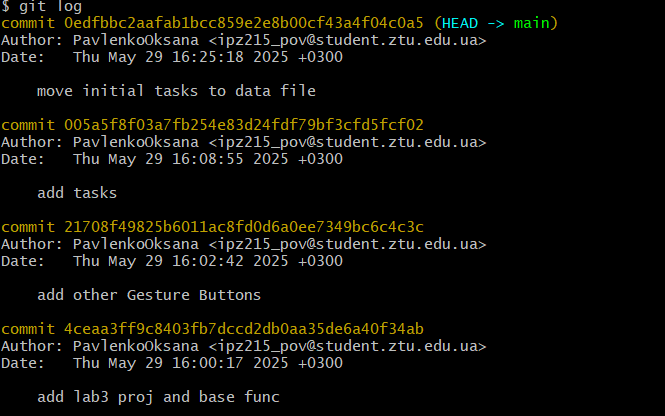 $ git log
commit 0edfbbc2aafab1bcc859e2e8b00cf43a4f04c0a5 (HEAD -> main)
Author: PavlenkoOksana <ipz215_pov@student.ztu.edu.ua>
Date:   Thu May 29 16:25:18 2025 +0300
    move initial tasks to data file
commit 005a5f8f03a7fb254e83d24fdf79bf3cfd5fcf02
Author: PavlenkoOksana <ipz215_pov@student.ztu.edu.ua>
Date:   Thu May 29 16:08:55 2025 +0300
    add tasks
commit 21708f49825b6011ac8fd0d6a0ee7349bc6c4c3c
Author: PavlenkoOksana <ipz215_pov@student.ztu.edu.ua>
Date:   Thu May 29 16:02:42 2025 +0300
    add other Gesture Buttons
commit 4ceaa3ff9c8403fb7dccd2db0aa35de6a40f34ab
Author: PavlenkoOksana <ipz215_pov@student.ztu.edu.ua>
Date:   Thu May 29 16:00:17 2025 +0300
    add lab3 proj and base func